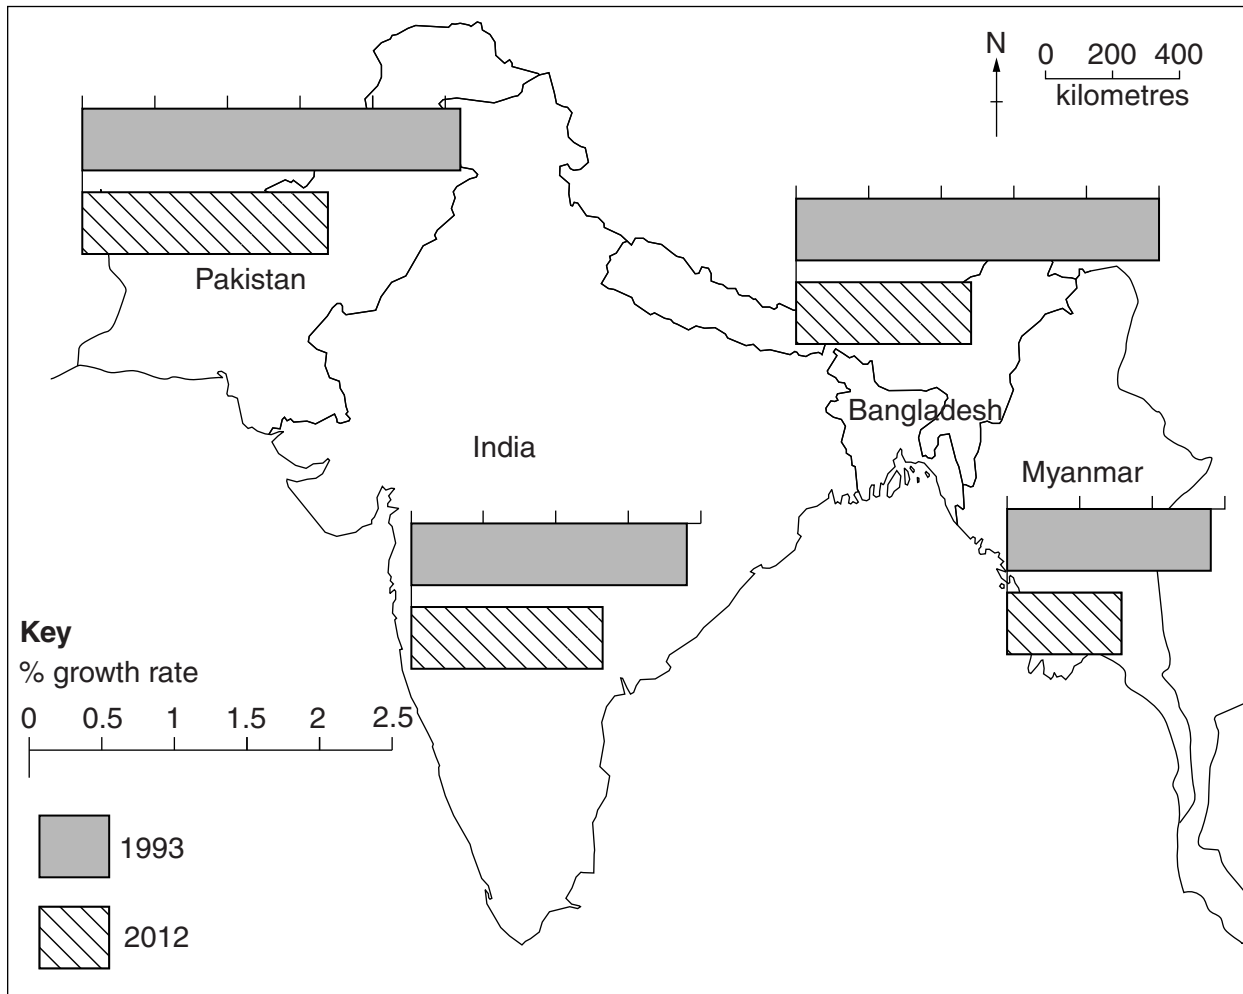 N
0 200 400
kilometres
Pakistan
Bangladesh
India
Myanmar
Key
% growth rate
0 0.5 1 1.5 2 2.5
1993
2012